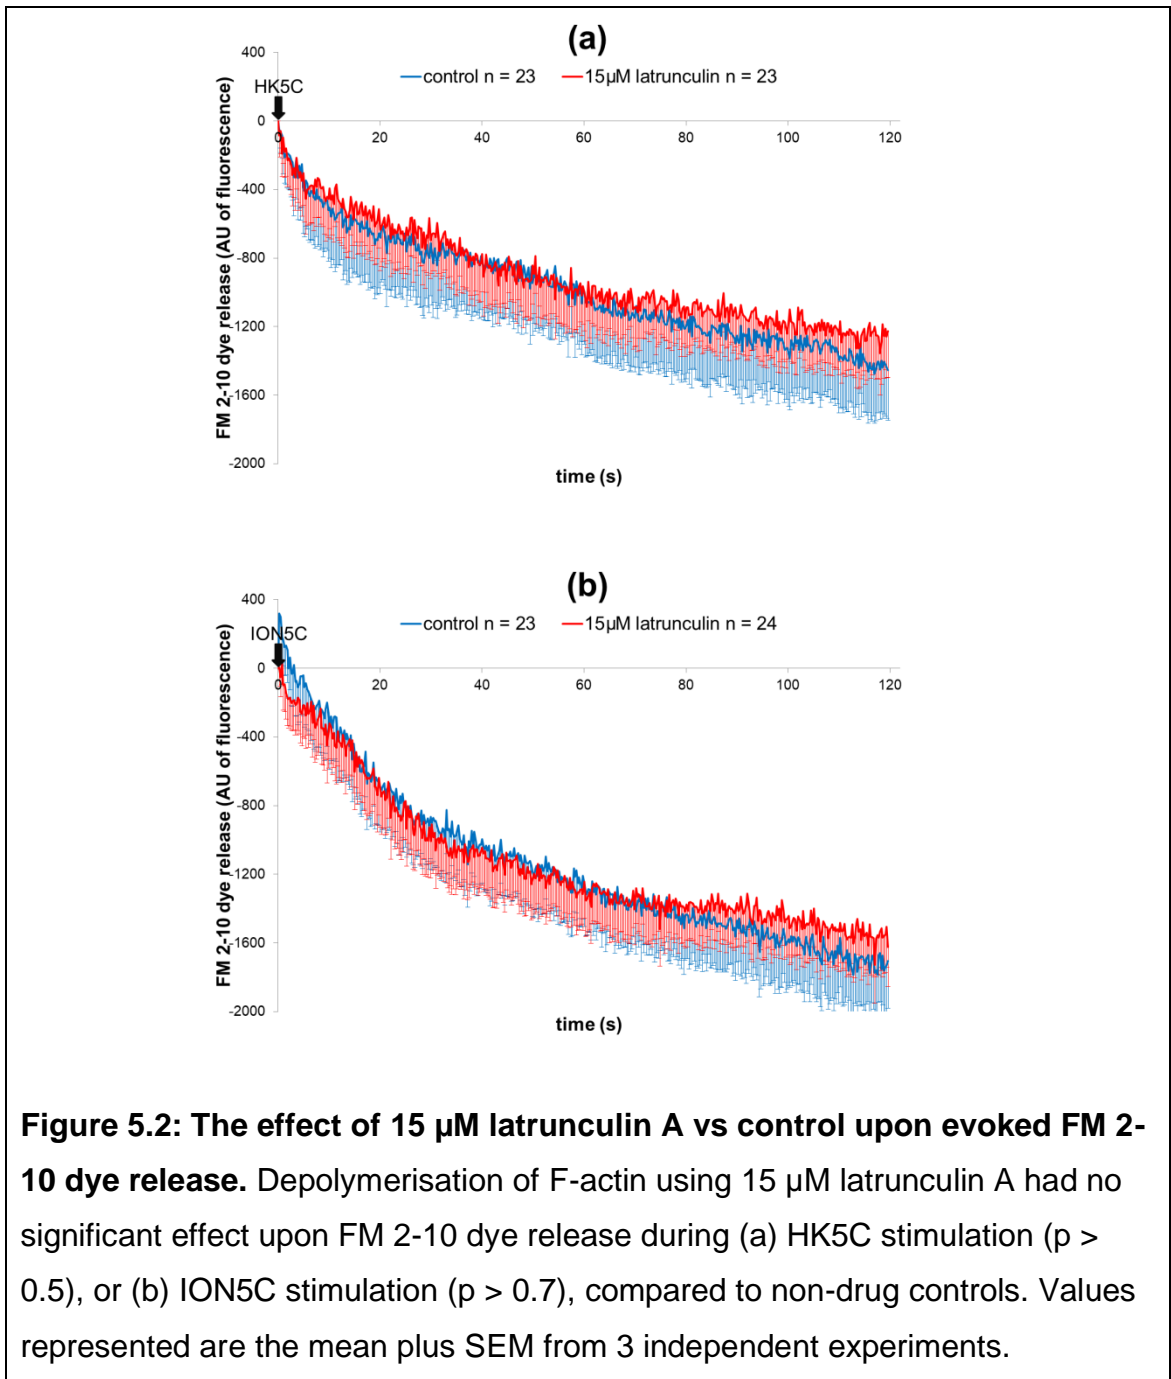 (a)
400
control n = 23 15µM latrunculin n = 23
HK5C
0
0 20 40 60 80 100 120
-400
-800
-1200
-1600
-2000
FM 2-10 dye release (AU of fluorescence)
time (s)
(b)
400
control n = 23 15µM latrunculin n = 24
ION5C
0
0 20 40 60 80 100 120
-400
-800
-1200
-1600
-2000
FM 2-10 dye release (AU of fluorescence)
time (s)
Figure 5.2: The effect of 15 µM latrunculin A vs control upon evoked FM 2-
10 dye release. Depolymerisation of F-actin using 15 µM latrunculin A had no
significant effect upon FM 2-10 dye release during (a) HK5C stimulation (p >
0.5), or (b) ION5C stimulation (p > 0.7), compared to non-drug controls. Values
represented are the mean plus SEM from 3 independent experiments.